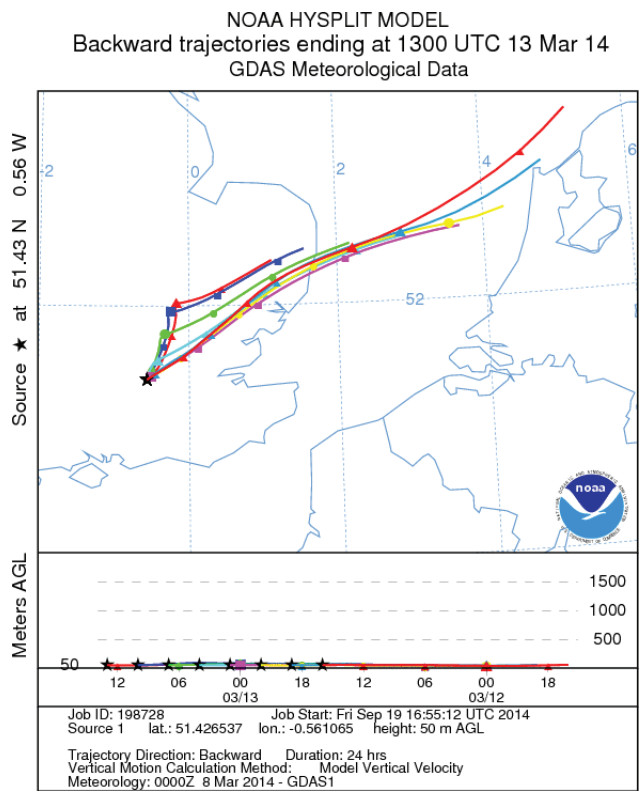 NOAA HYSPLIT MODEL
Backward trajectories ending at 1300 UTC 13 Mar 14
GDAS Meteorological Data
Source ★ at 51.43 N 0.56 W
-2
0
2
4
6
52
noaa
Meters AGL
1500
1000
500
50
12 06 00 18 12 06 00 18
03/13 03/12
Job ID: 198728 Job Start: Fri Sep 19 16:55:12 UTC 2014
Source 1 lat.: 51.426537 lon.: -0.561065 height: 50 m AGL
Trajectory Direction: Backward Duration: 24 hrs
Vertical Motion Calculation Method: Model Vertical Velocity
Meteorology: 0000Z 8 Mar 2014 - GDAS1